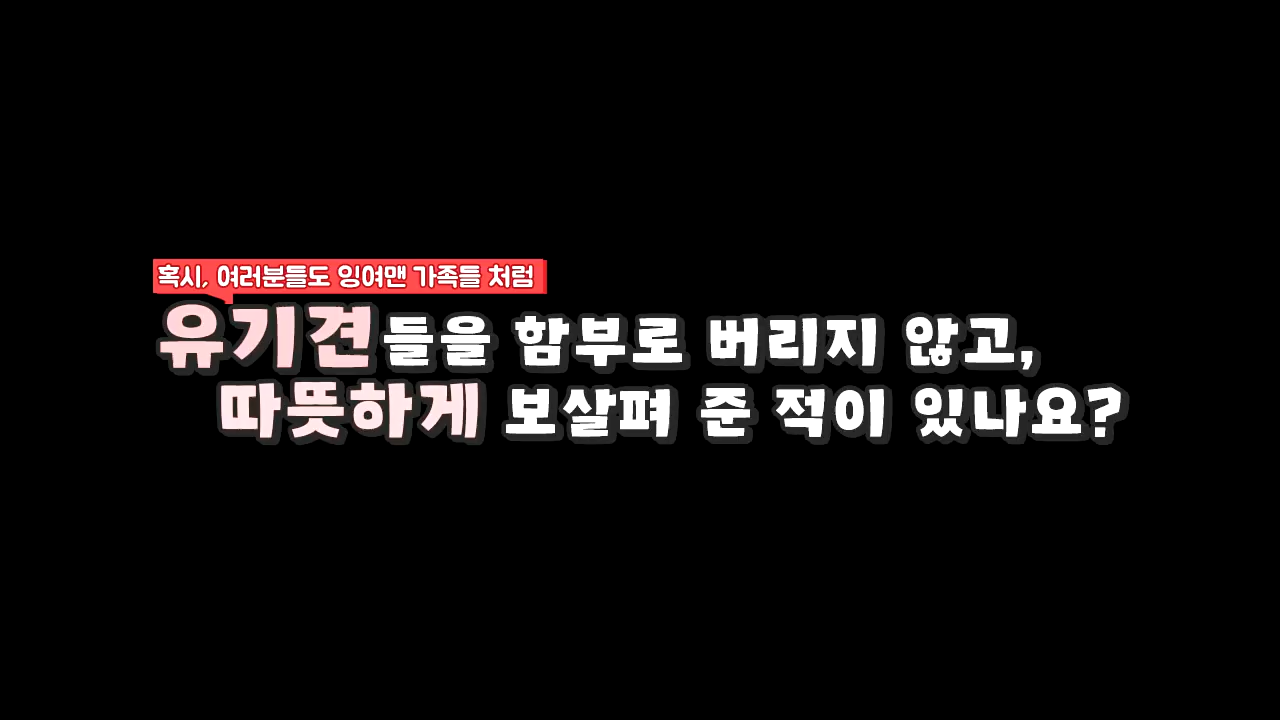 혹시, 여러분들도 잉여맨 가족들 처럼
유기견들을 함부로 버리지 않고,
따뜻하게 보살펴 준 적이 있나요?